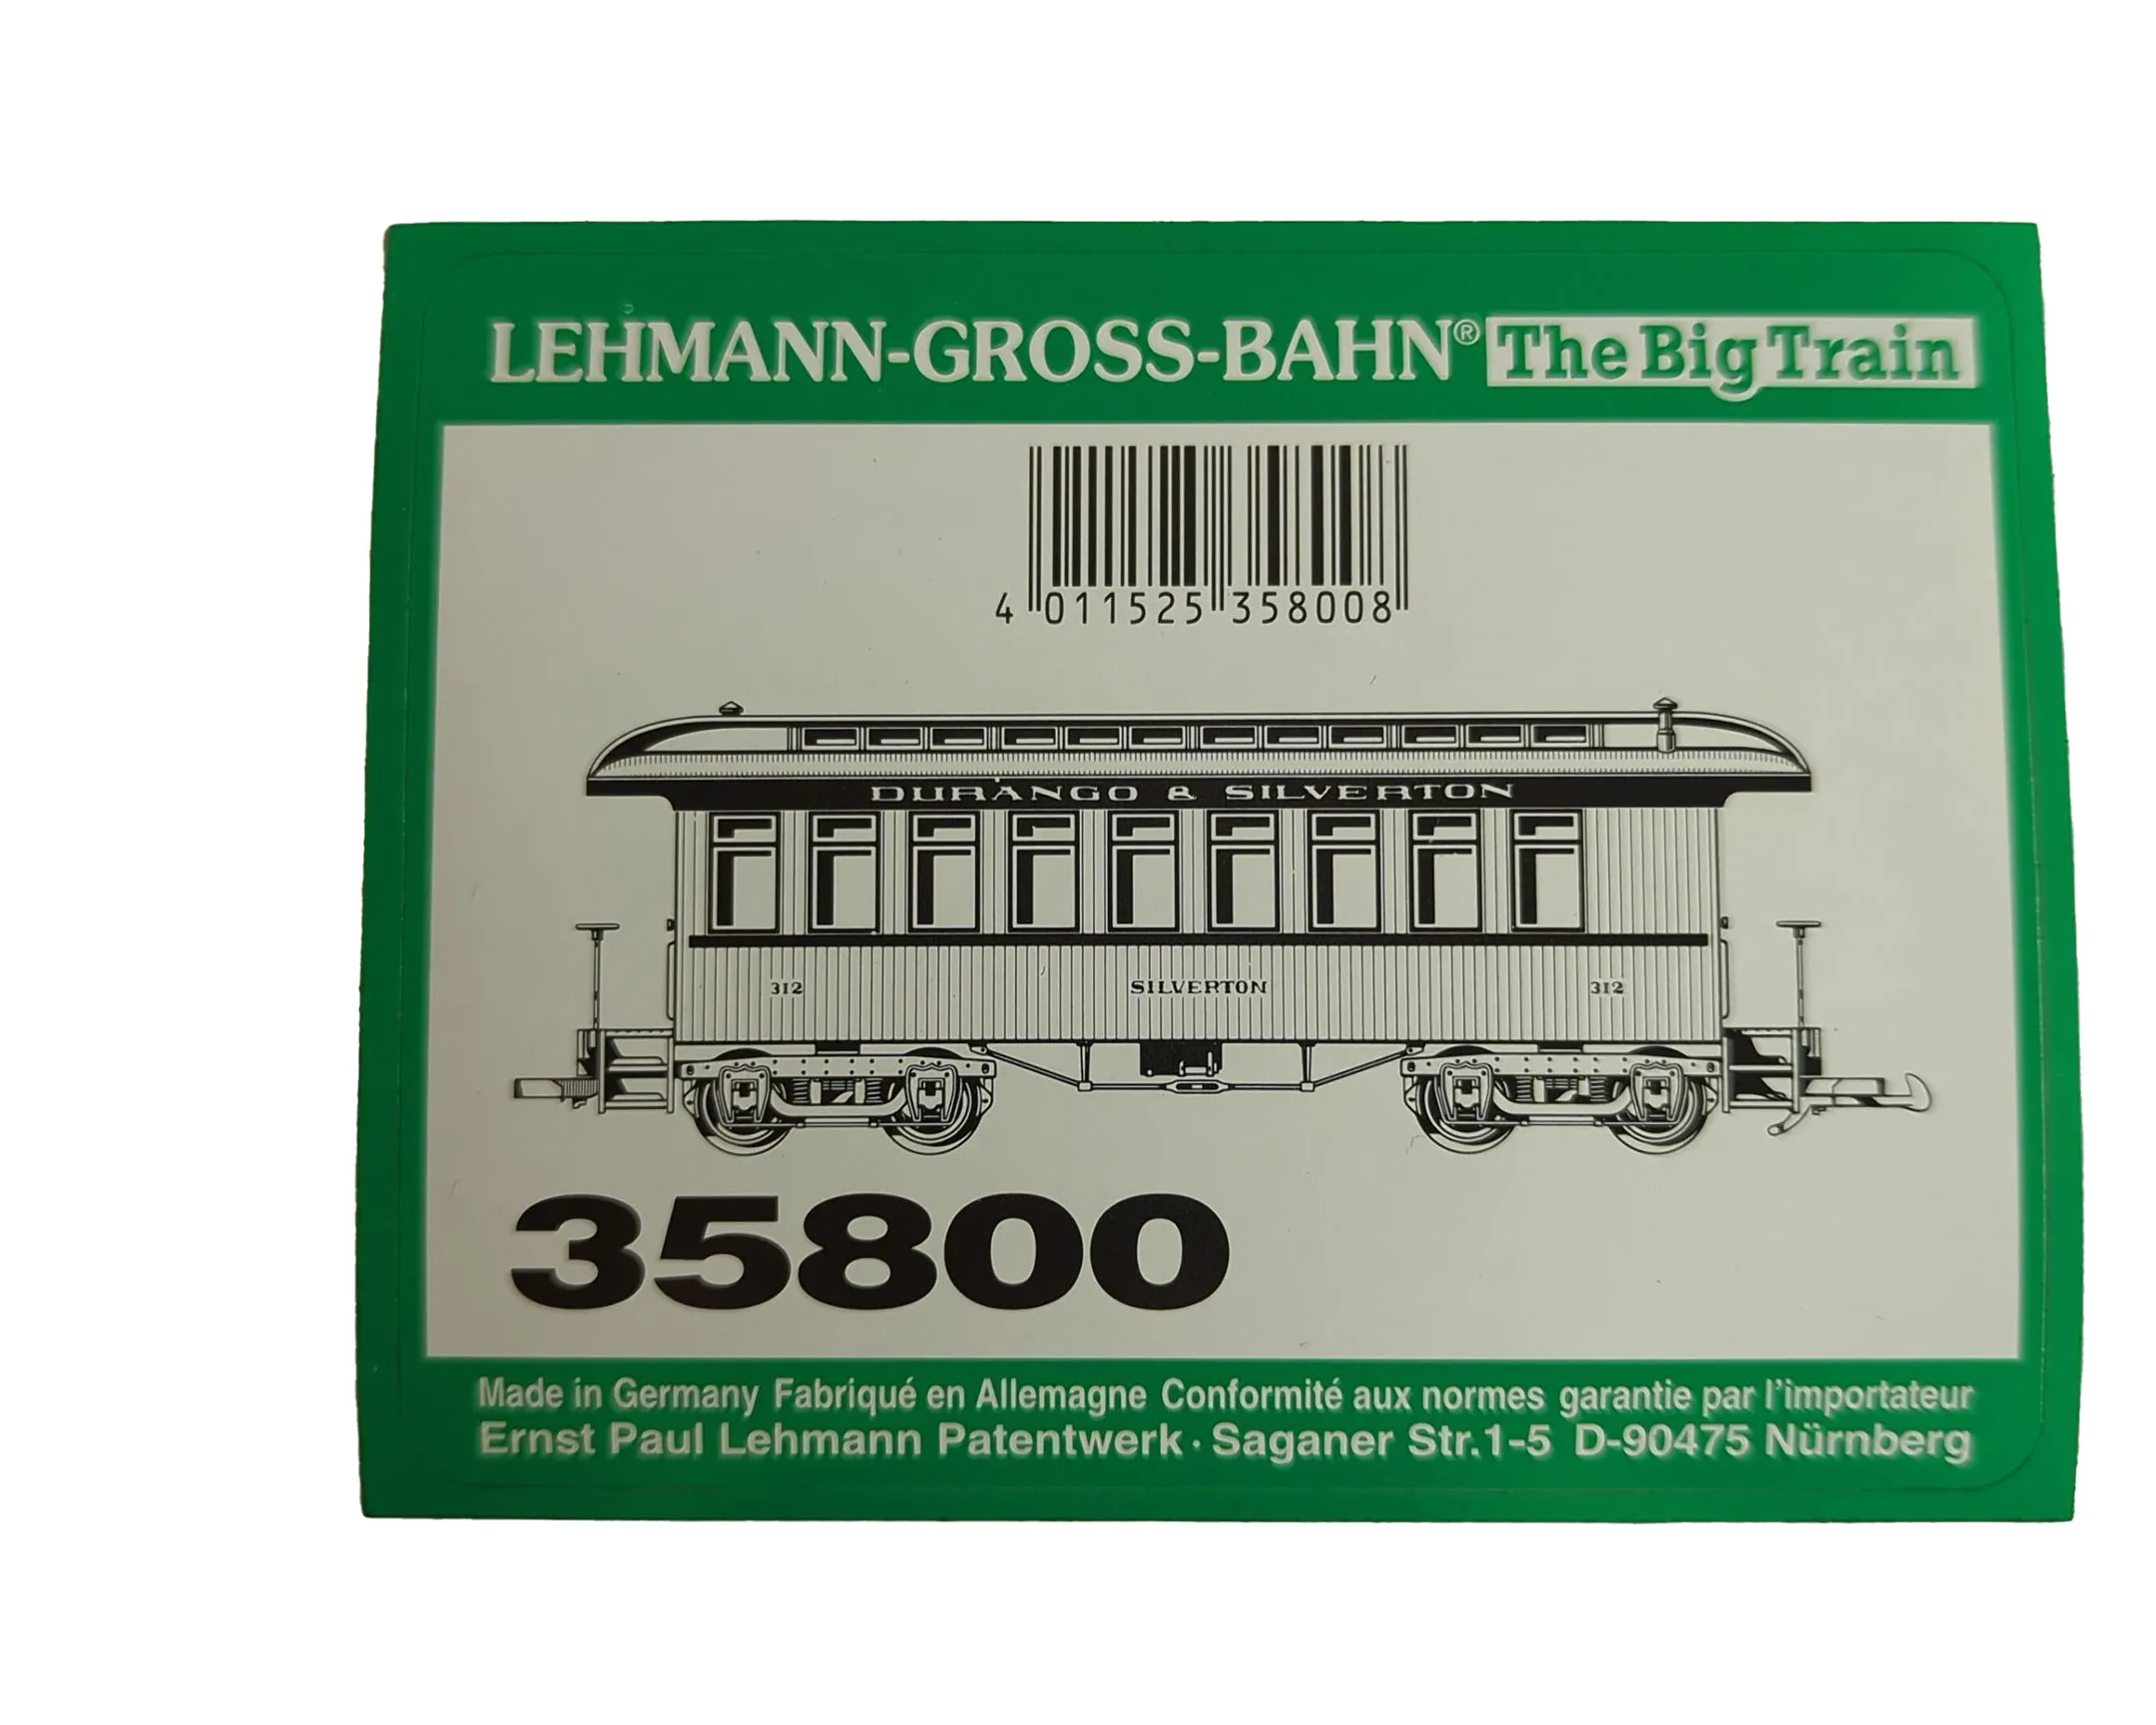 LEHMANN-GROSS-BAHN® The Big Train
4 011525 358008
DURANGO & SILVERTON
312 SILVERTON 312
35800
Made in Germany Fabriqué en Allemagne Conformité aux normes garantie par l'importateur
Ernst Paul Lehmann Patentwerk · Saganer Str.1-5 D-90475 Nürnberg